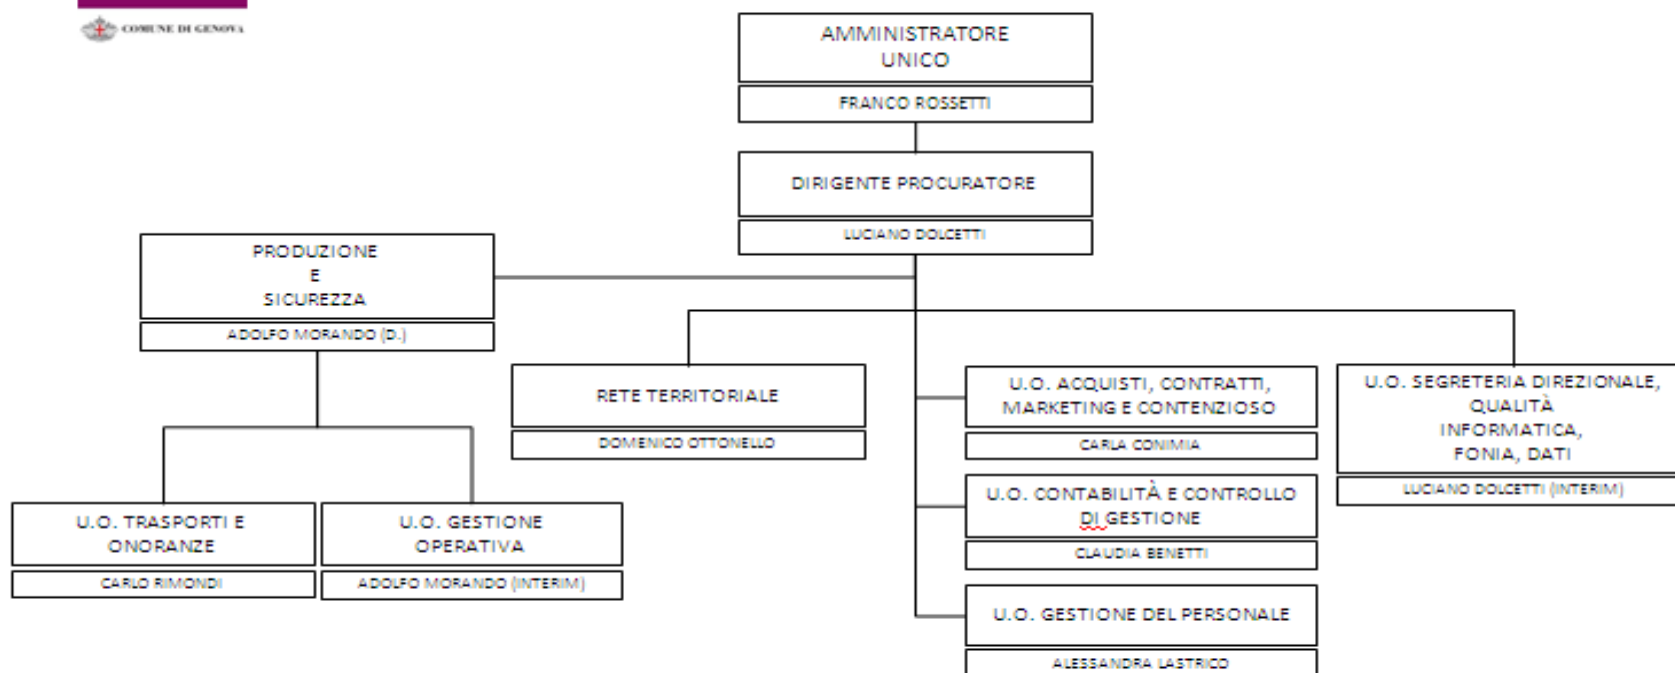 COMUNE DI GENOVA
AMMINISTRATORE
UNICO
FRANCO ROSSETTI
DIRIGENTE PROCURATORE
LUCIANO DOLCETTI
PRODUZIONE
E
SICUREZZA
ADOLFO MORANDO (D.)
RETE TERRITORIALE
DOMENICO OTTONELLO
U.O. ACQUISTI, CONTRATTI,
MARKETING E CONTENZIOSO
CARLA CONIMIA
U.O. SEGRETERIA DIREZIONALE,
QUALITÀ
INFORMATICA,
FONIA, DATI
LUCIANO DOLCETTI (INTERIM)
U.O. TRASPORTI E
ONORANZE
CARLO RIMONDI
U.O. GESTIONE
OPERATIVA
ADOLFO MORANDO (INTERIM)
U.O. CONTABILITÀ E CONTROLLO
DI GESTIONE
CLAUDIA BENETTI
U.O. GESTIONE DEL PERSONALE
ALESSANDRA LASTRICO